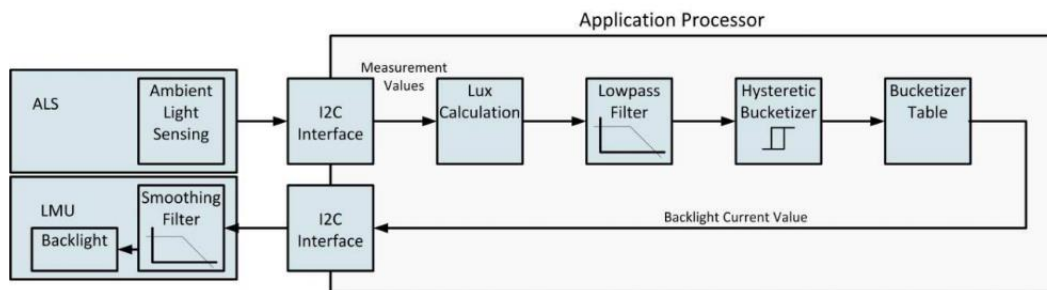 Application Processor
ALS
Ambient
Light
Sensing
I2C
Interface
Measurement
Values
Lux
Calculation
Lowpass
Filter
Hysteretic
Bucketizer
Bucketizer
Table
LMU
Backlight
Smoothing
Filter
I2C
Interface
Backlight Current Value